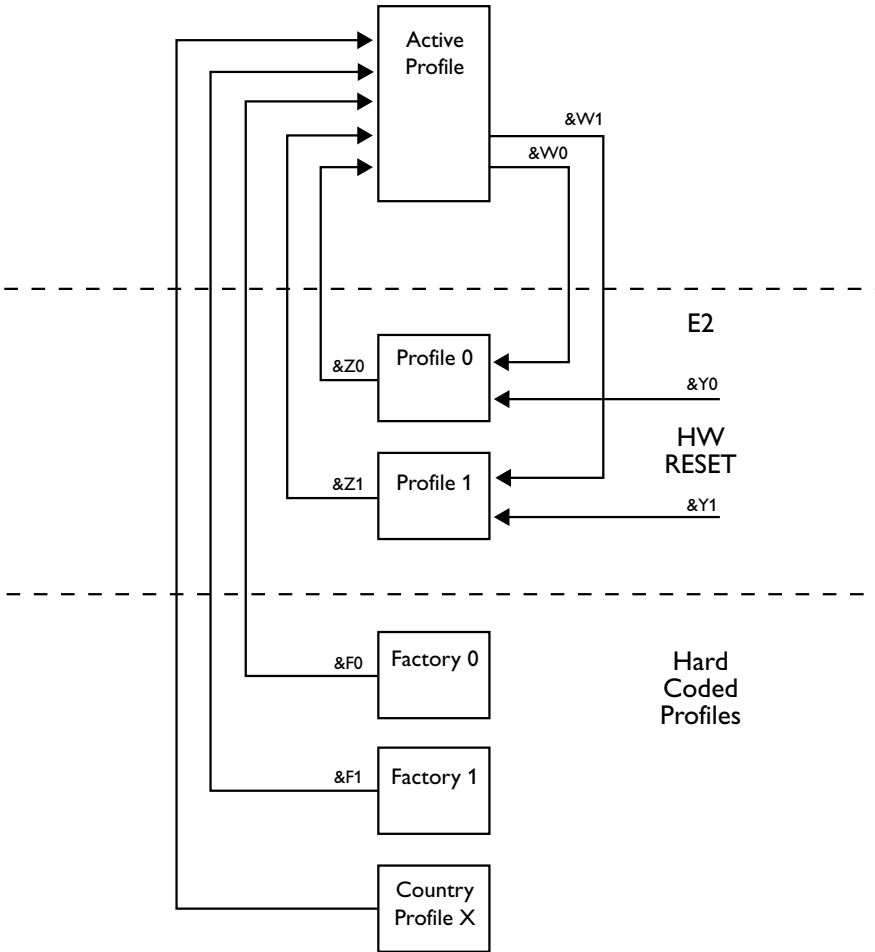 Active
Profile
&W1
&W0
E2
Profile 0
&Z0
&Y0
HW
RESET
Profile 1
&Z1
&Y1
Factory 0
&F0
Hard
Coded
Profiles
Factory 1
&F1
Country
Profile X